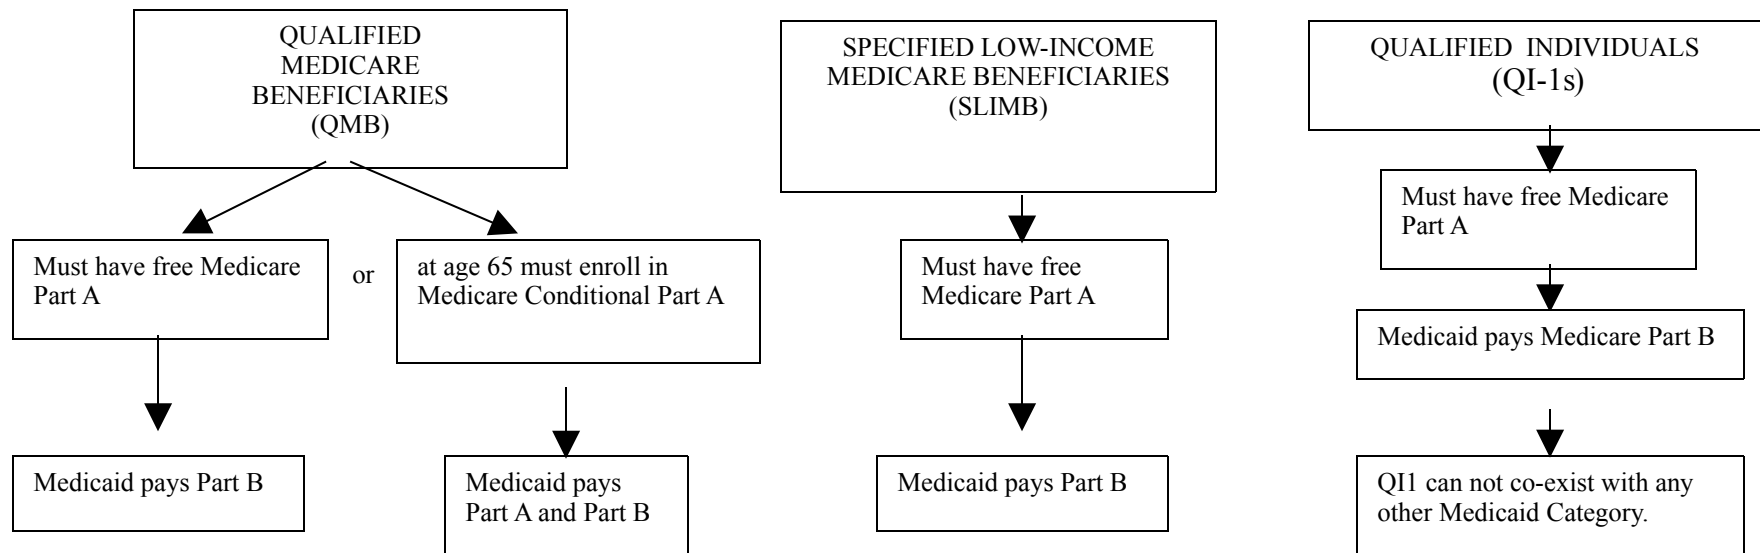 QUALIFIED
MEDICARE
BENEFICIARIES
(QMB)
Must have free Medicare
Part A
or
at age 65 must enroll in
Medicare Conditional Part A
Medicaid pays Part B
Medicaid pays
Part A and Part B
SPECIFIED LOW-INCOME
MEDICARE BENEFICIARIES
(SLIMB)
Must have free
Medicare Part A
Medicaid pays Part B
QUALIFIED INDIVIDUALS
(QI-1s)
Must have free Medicare
Part A
Medicaid pays Medicare Part B
QI1 can not co-exist with any
other Medicaid Category.